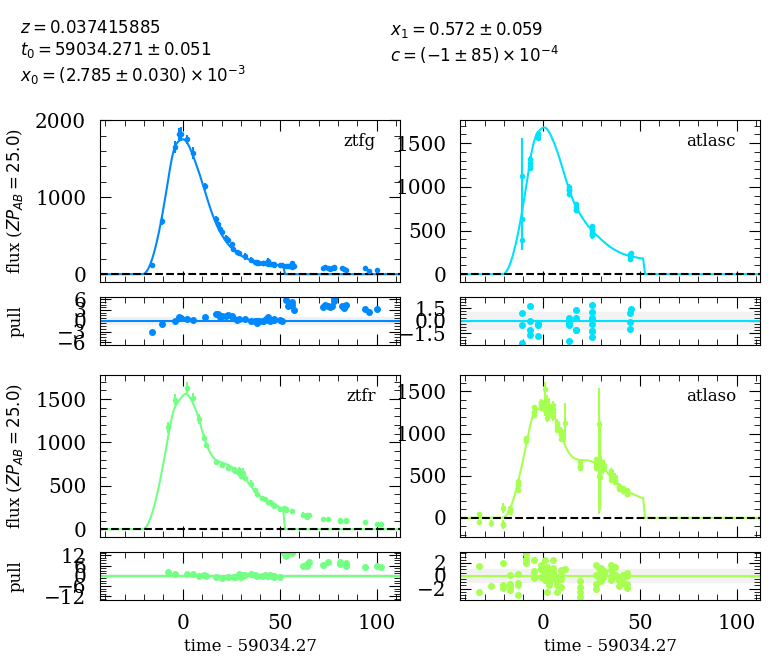 z = 0.037415885
t₀ = 59034.271 ± 0.051
x₀ = (2.785 ± 0.030) × 10⁻³
x₁ = 0.572 ± 0.059
c = (−1 ± 85) × 10⁻⁴
flux (ZP_AB = 25.0)
2000
1000
0
ztfg
1500
1000
500
0
atlasc
pull
6
3
0
−3
−6
1.5
0.0
−1.5
flux (ZP_AB = 25.0)
1500
1000
500
0
ztfr
1500
1000
500
0
atlaso
pull
12
6
0
−6
−12
2
0
−2
0 50 100
0 50 100
time - 59034.27
time - 59034.27